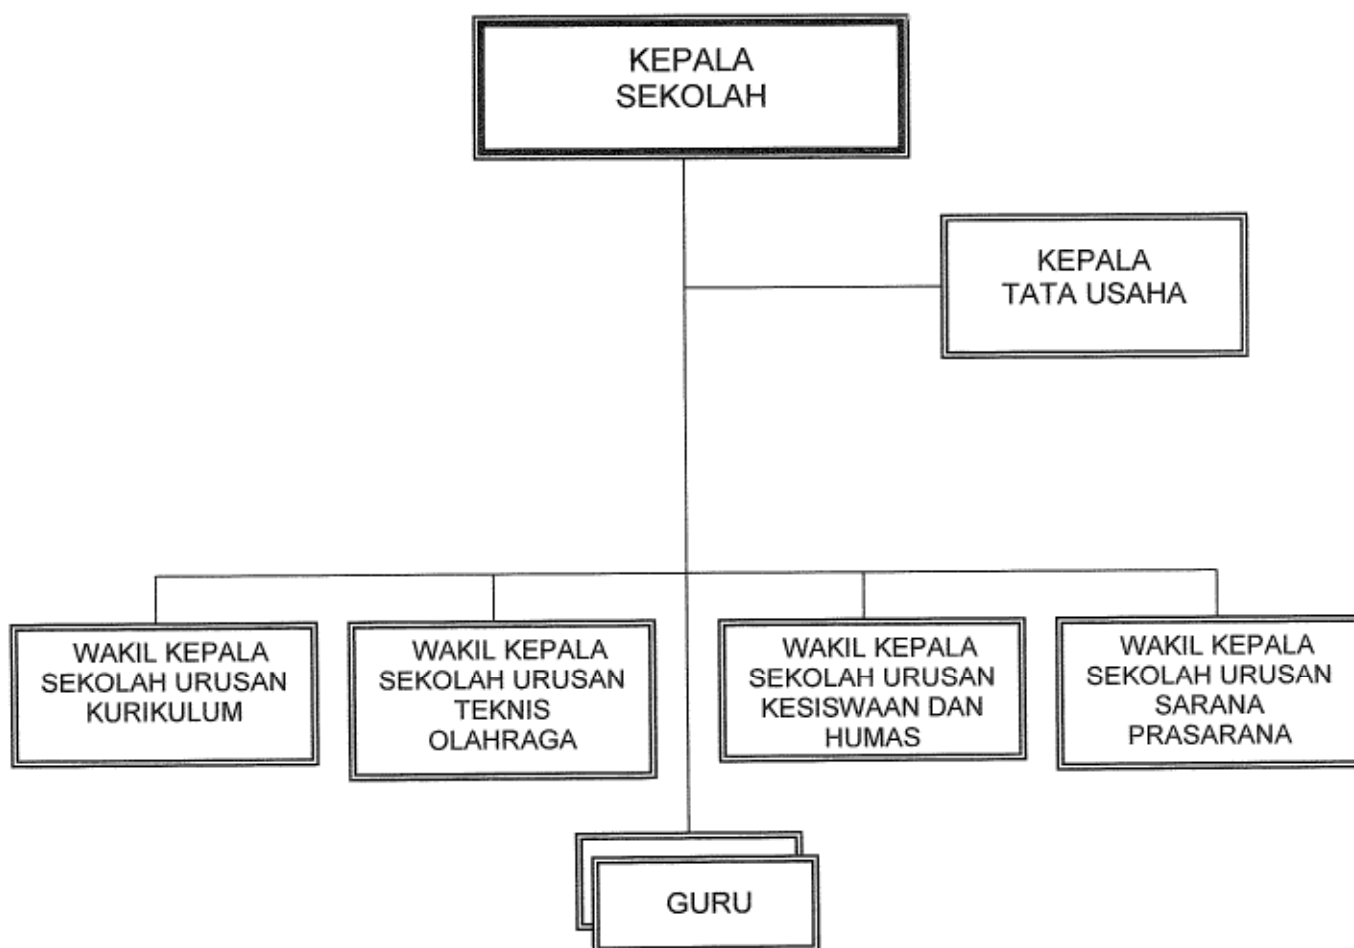 KEPALA
SEKOLAH
KEPALA
TATA USAHA
WAKIL KEPALA
SEKOLAH URUSAN
KURIKULUM
WAKIL KEPALA
SEKOLAH URUSAN
TEKNIS
OLAHRAGA
WAKIL KEPALA
SEKOLAH URUSAN
KESISWAAN DAN
HUMAS
WAKIL KEPALA
SEKOLAH URUSAN
SARANA
PRASARANA
GURU